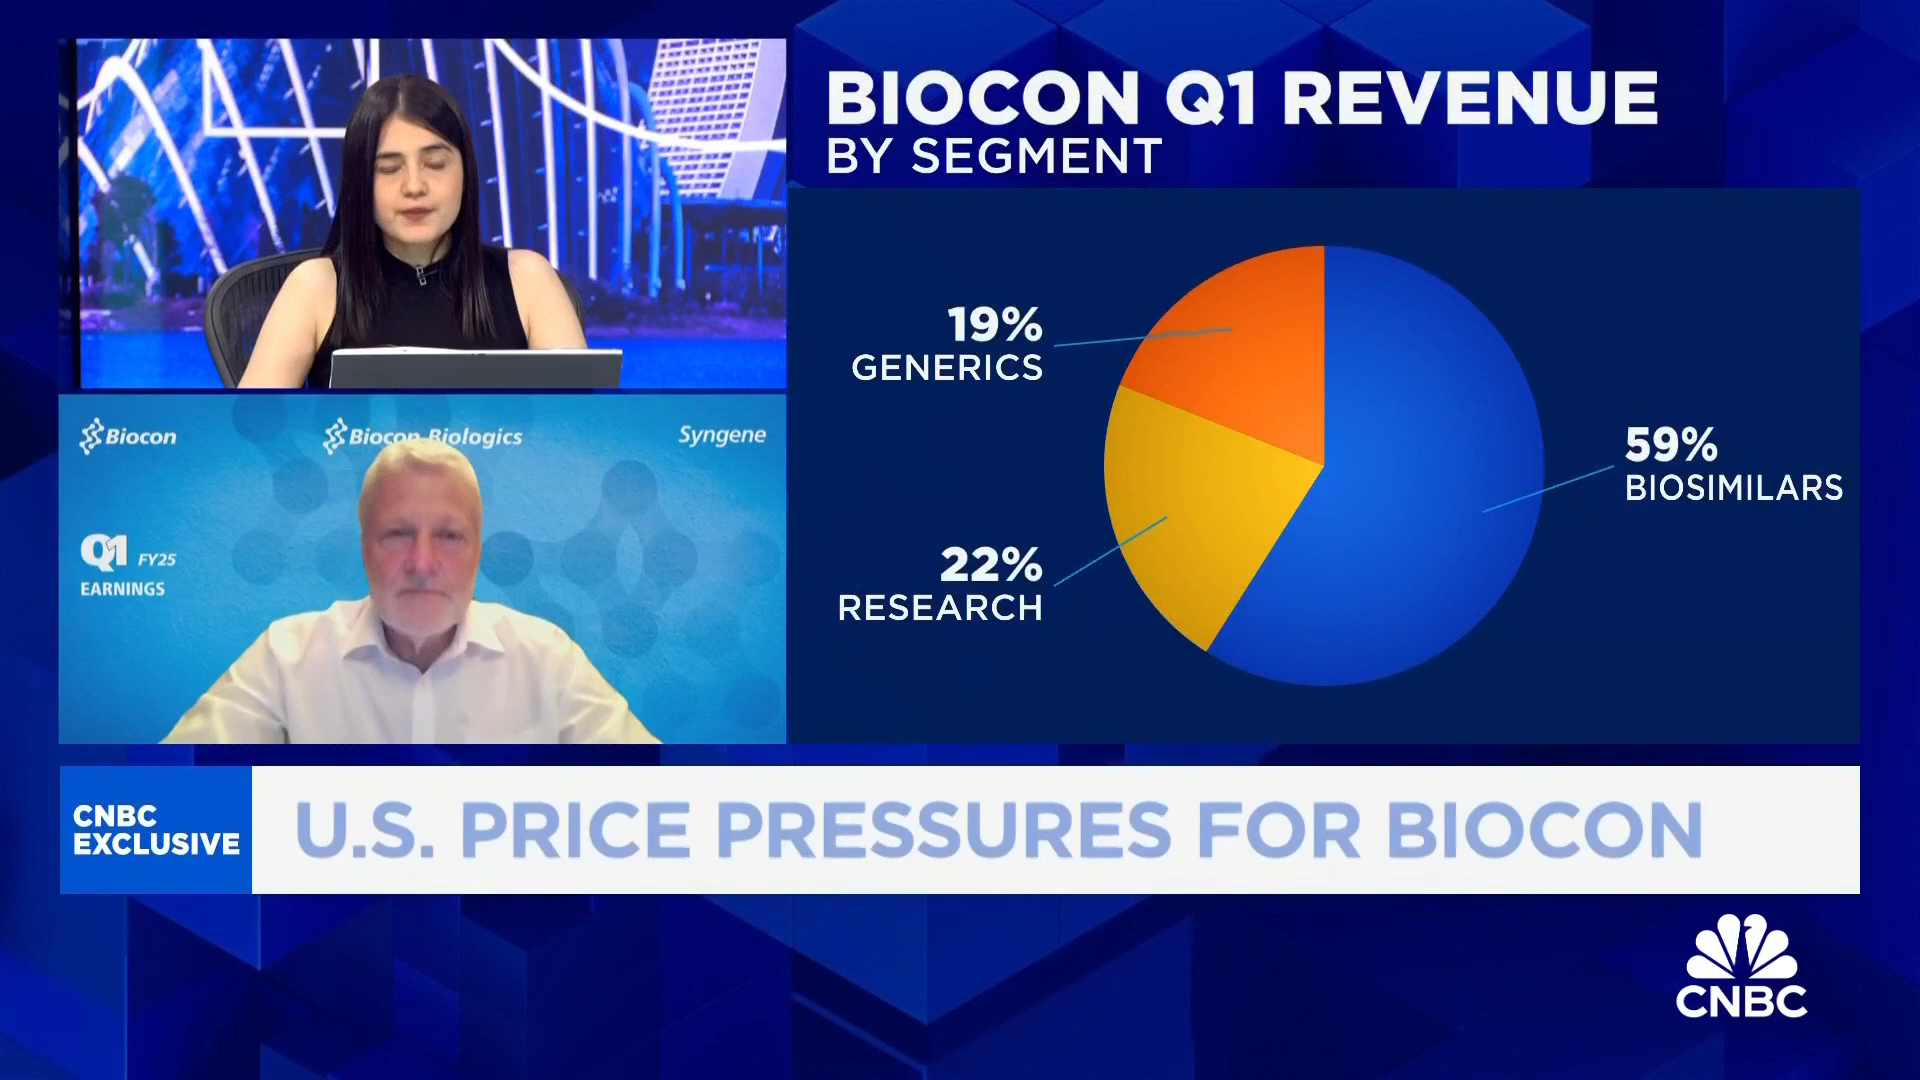 BIOCON Q1 REVENUE
BY SEGMENT
19%
GENERICS
59%
BIOSIMILARS
22%
RESEARCH
Biocon
Biocon Biologics
Syngene
Q1 FY25
EARNINGS
CNBC
EXCLUSIVE
U.S. PRICE PRESSURES FOR BIOCON
CNBC